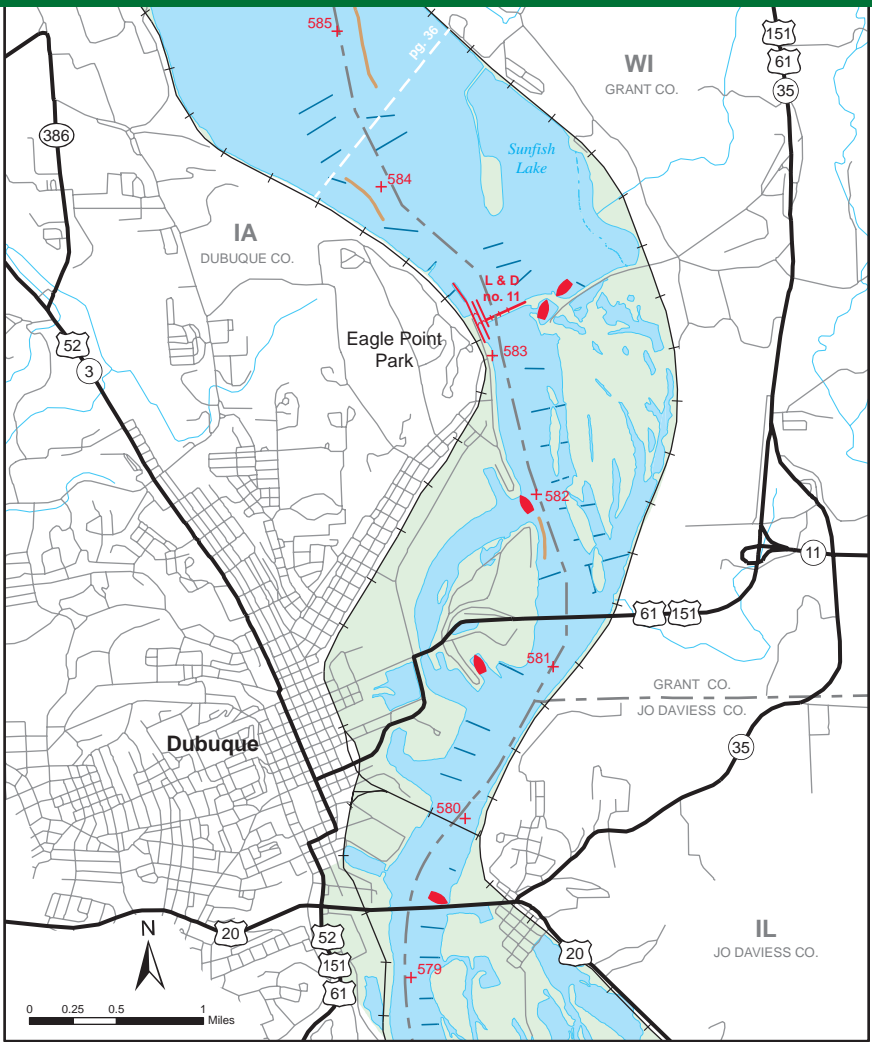 585
pg. 36
WI
GRANT CO.
151
61
35
386
Sunfish
Lake
584
IA
DUBUQUE CO.
L & D
no. 11
52
3
Eagle Point
Park
583
582
11
61
151
581
GRANT CO.
JO DAVIESS CO.
Dubuque
35
580
N
20
52
151
61
20
IL
JO DAVIESS CO.
579
0 0.25 0.5 1
Miles